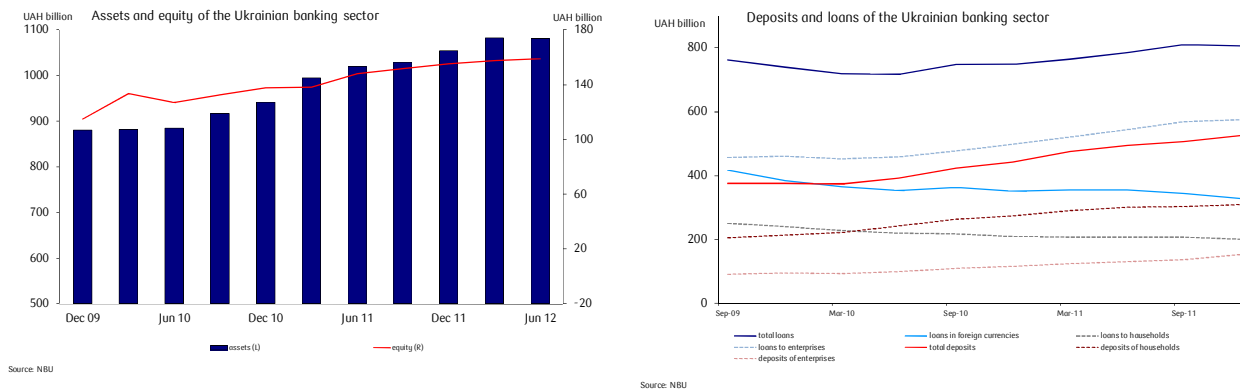 Assets and equity of the Ukrainian banking sector
UAH billion
UAH billion
1100
1000
900
800
700
600
500
180
140
100
60
20
-20
Dec 09
Jun 10
Dec 10
Jun 11
Dec 11
Jun 12
assets (L)
equity (R)
Source: NBU
Deposits and loans of the Ukrainian banking sector
UAH billion
800
600
400
200
0
Sep-09
Mar-10
Sep-10
Mar-11
Sep-11
total loans
loans in foreign currencies
loans to households
loans to enterprises
total deposits
deposits of households
deposits of enterprises
Source: NBU